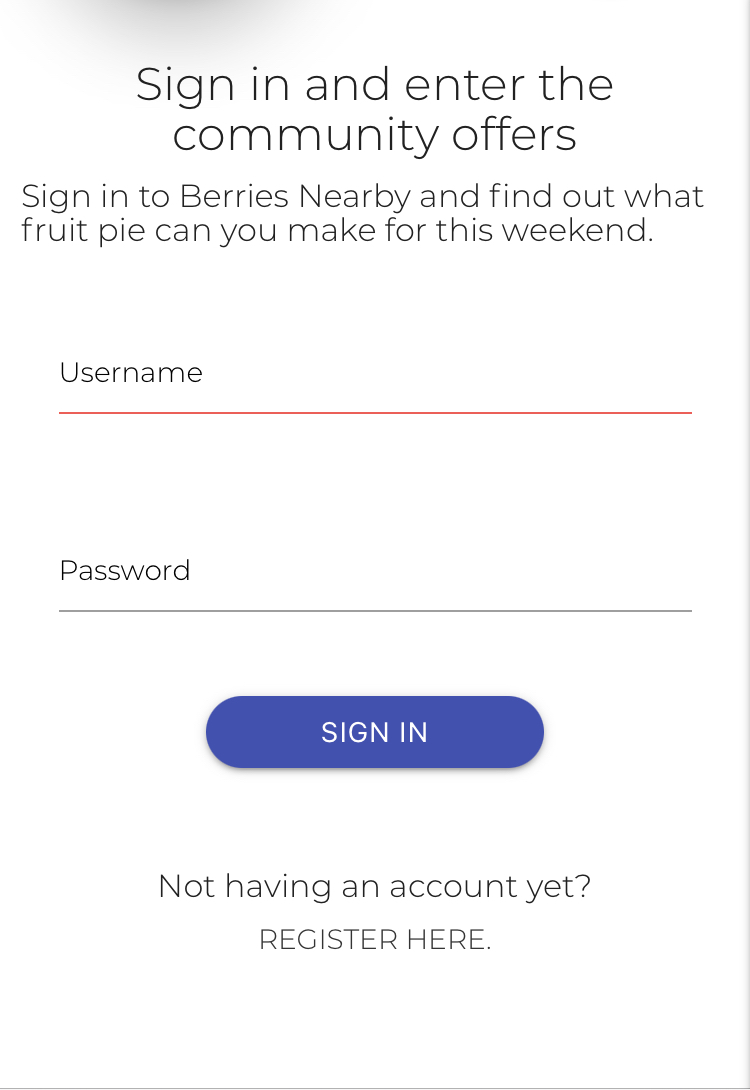 Sign in and enter the
community offers
Sign in to Berries Nearby and find out what
fruit pie can you make for this weekend.
Username
Password
SIGN IN
Not having an account yet?
REGISTER HERE.